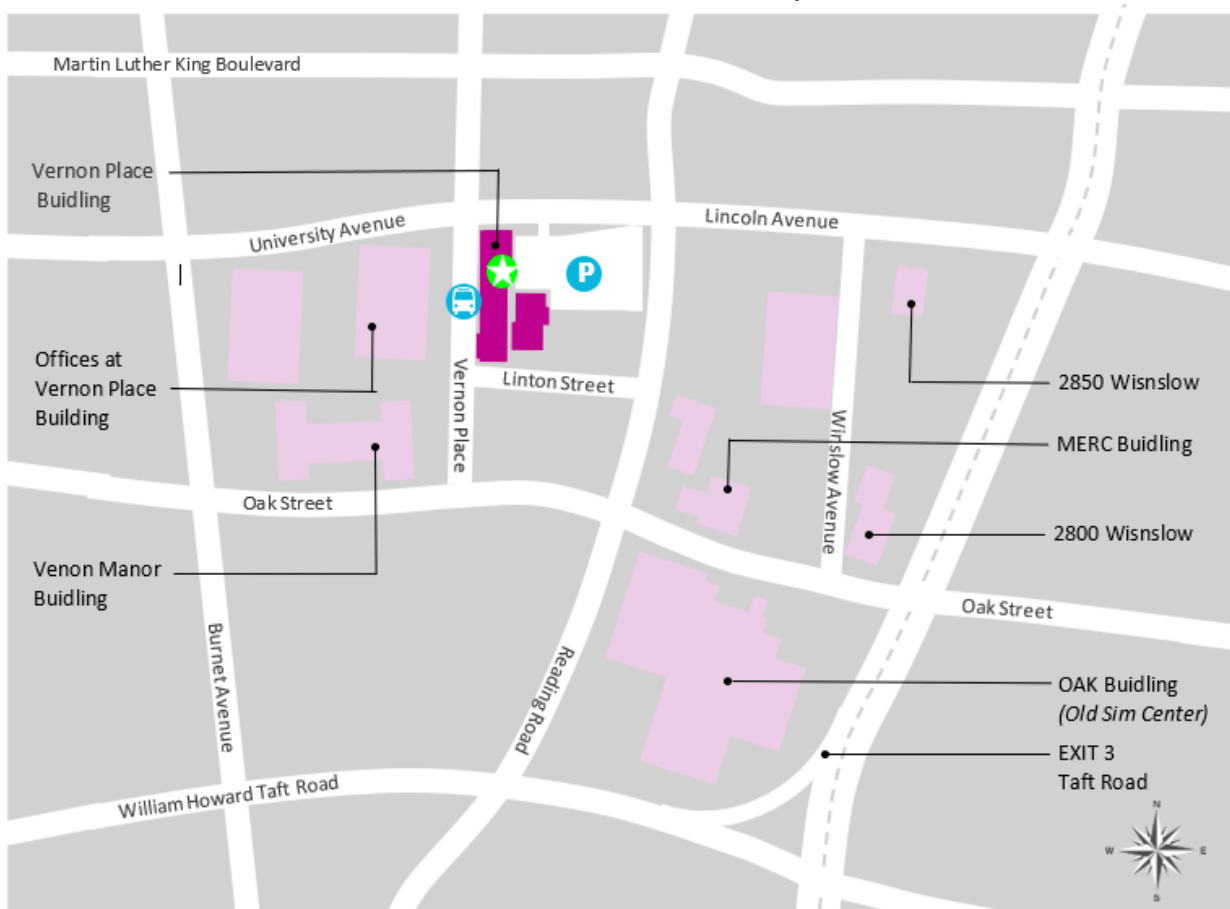 Martin Luther King Boulevard
Vernon Place
Buidling
University Avenue
Lincoln Avenue
P
Offices at
Vernon Place
Building
Vernon Place
Linton Street
Winslow Avenue
2850 Wisnslow
MERC Buidling
Oak Street
2800 Wisnslow
Venon Manor
Buidling
Oak Street
Burnet Avenue
Reading Road
OAK Buidling
(Old Sim Center)
EXIT 3
Taft Road
William Howard Taft Road
N
W
E
S